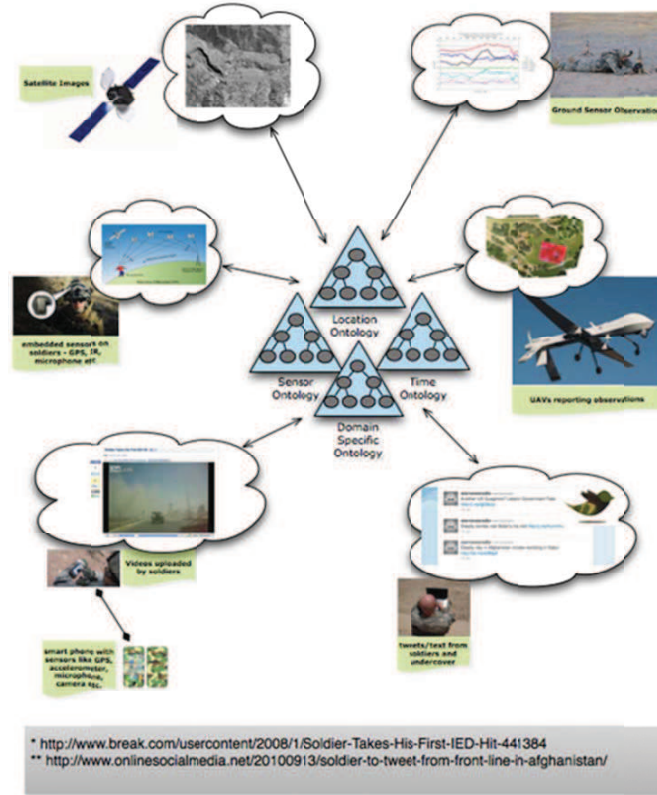 Satellite Images
Ground Sensor Observation
embedded sensors on
soldiers - GPS, IR,
microphone etc.
Location
Ontology
Sensor
Ontology
Time
Ontology
Domain
Specific
Ontology
UAVs reporting observations
Videos uploaded
by soldiers
smart phone with
sensors like GPS,
accelerometer,
microphone,
camera etc.
tweets/text from
soldiers and
undercover
* http://www.break.com/usercontent/2008/1/Soldier-Takes-His-First-IED-Hit-441384
** http://www.onlinesocialmedia.net/20100913/soldier-to-tweet-from-front-line-in-afghanistan/